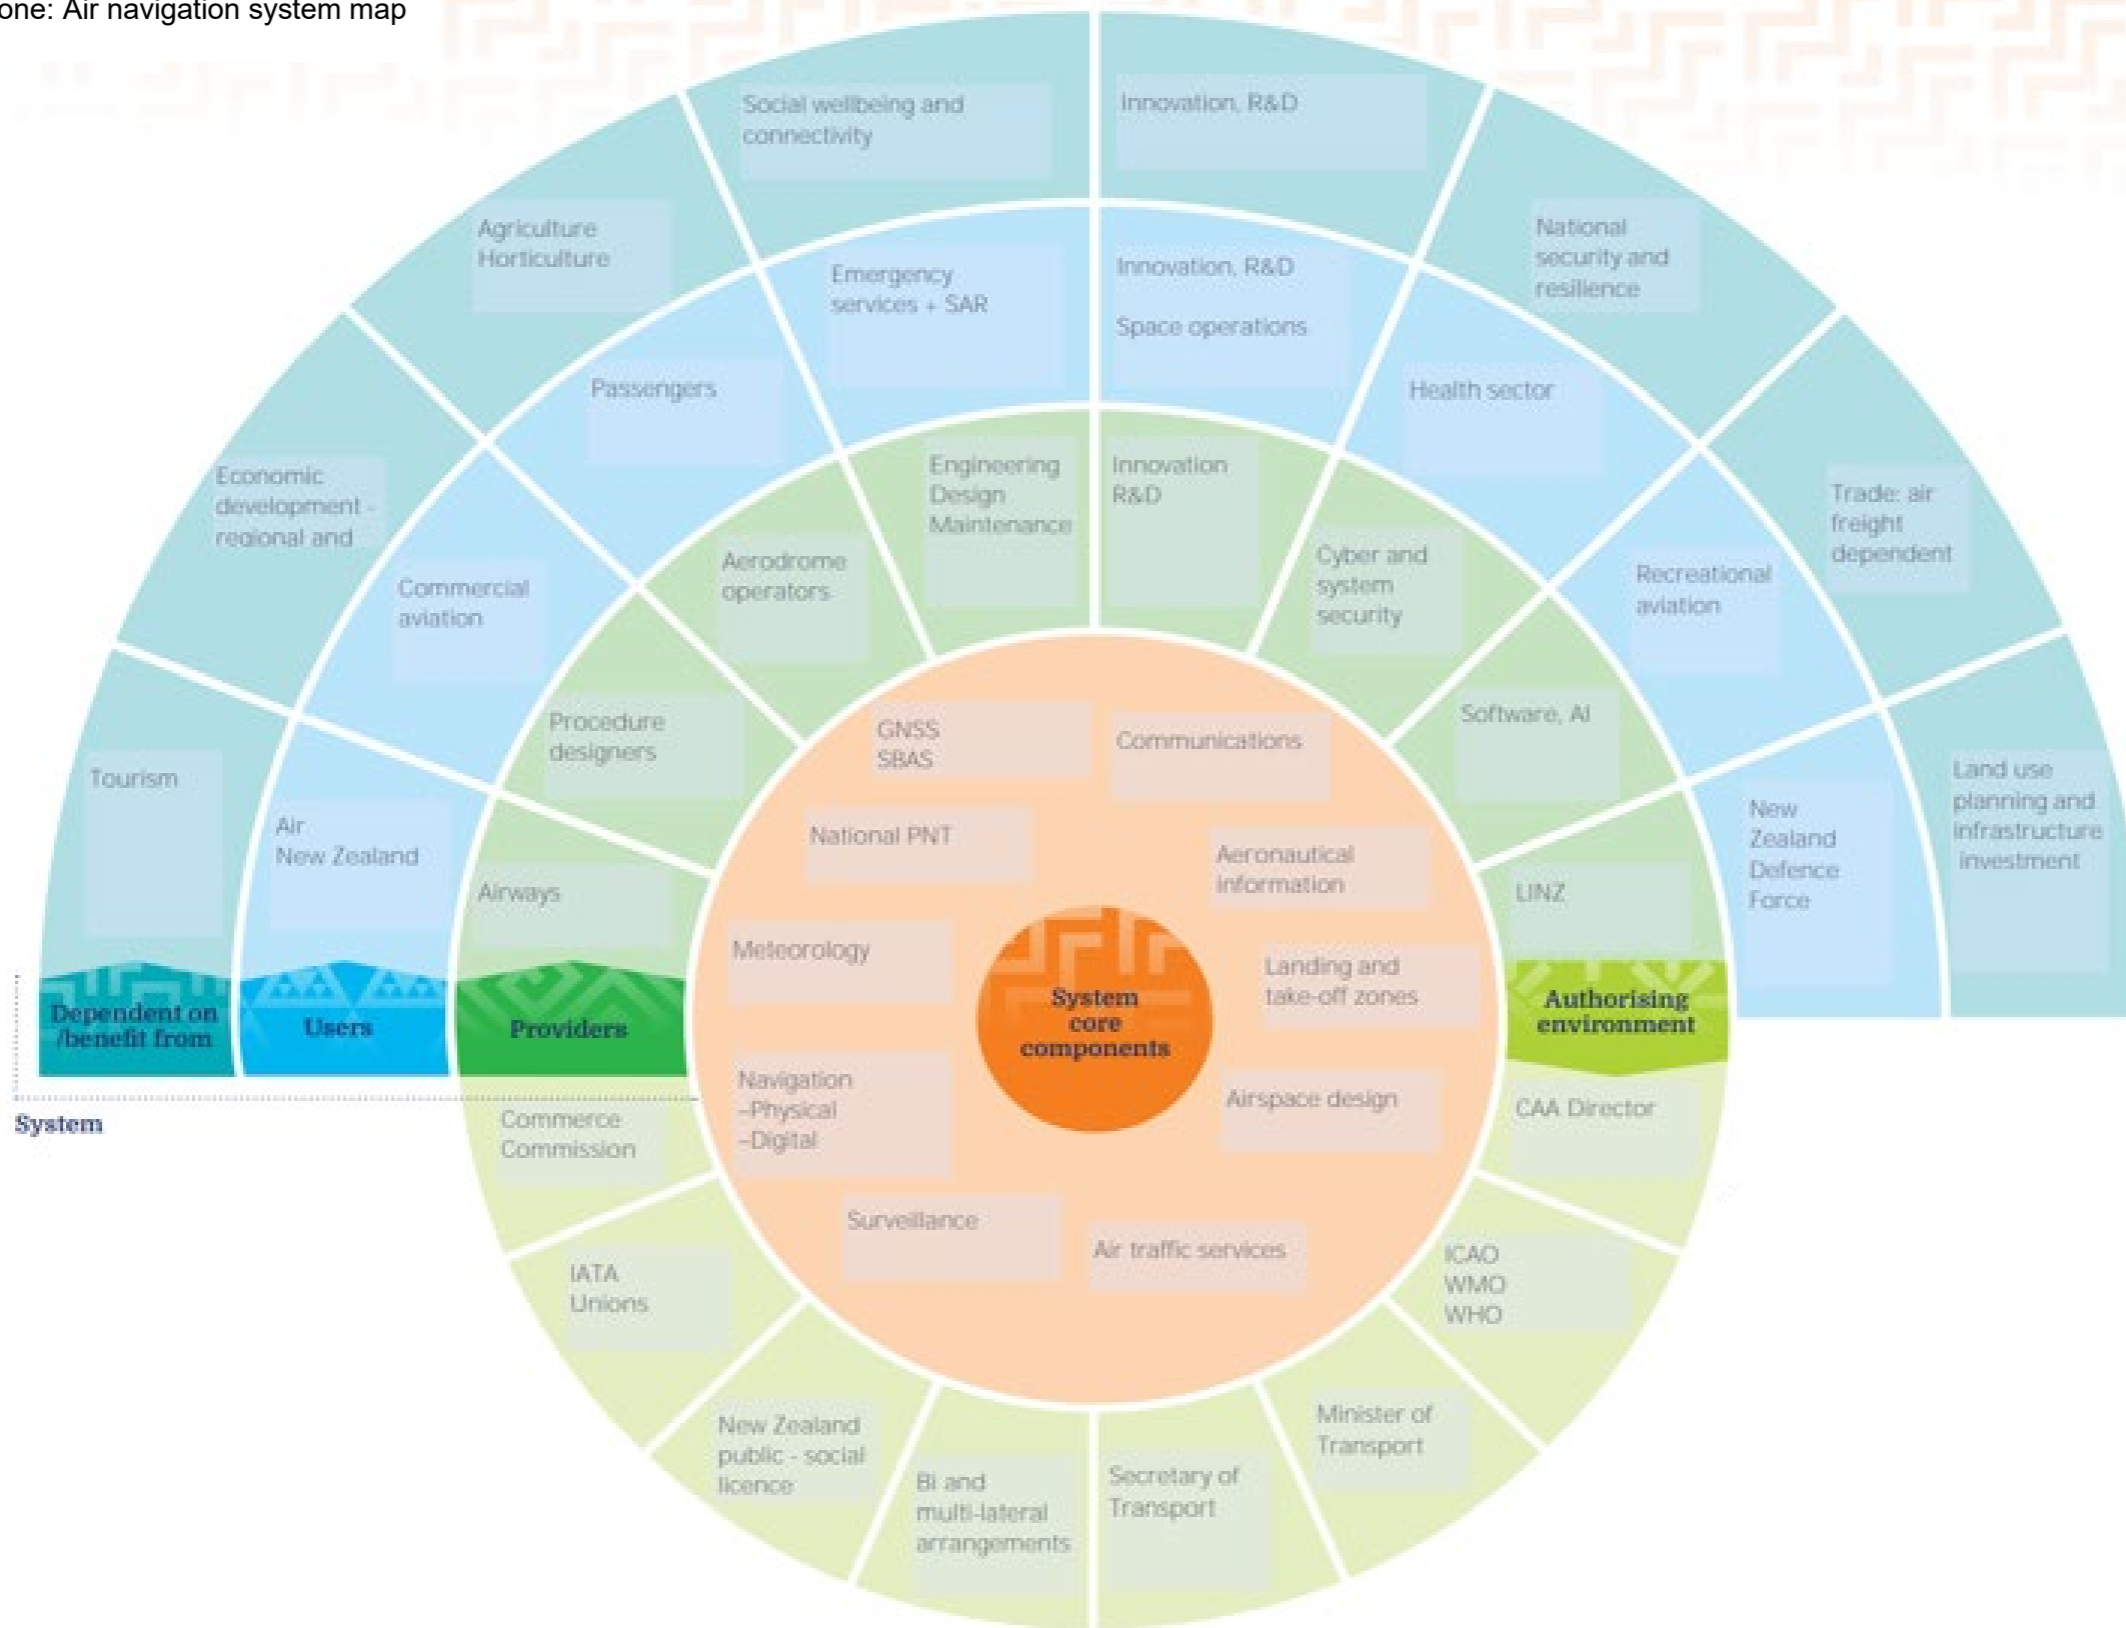 one: Air navigation system map
Social wellbeing and
connectivity
Innovation, R&D
Agriculture
Horticulture
National
security and
resilience
Economic
development -
regional and
Trade: air
freight
dependent
Tourism
Land use
planning and
infrastructure
investment
Emergency
services + SAR
Innovation, R&D
Space operations
Passengers
Health sector
Commercial
aviation
Recreational
aviation
Air
New Zealand
New
Zealand
Defence
Force
Engineering
Design
Maintenance
Innovation
R&D
Aerodrome
operators
Cyber and
system
security
Procedure
designers
Software, AI
Airways
LINZ
GNSS
SBAS
Communications
National PNT
Aeronautical
information
Meteorology
Landing and
take-off zones
System
core
components
Navigation
–Physical
–Digital
Airspace design
Surveillance
Air traffic services
Dependent on
/benefit from
Users
Providers
Authorising
environment
System
Commerce
Commission
CAA Director
IATA
Unions
ICAO
WMO
WHO
New Zealand
public - social
licence
Minister of
Transport
Bi and
multi-lateral
arrangements
Secretary of
Transport